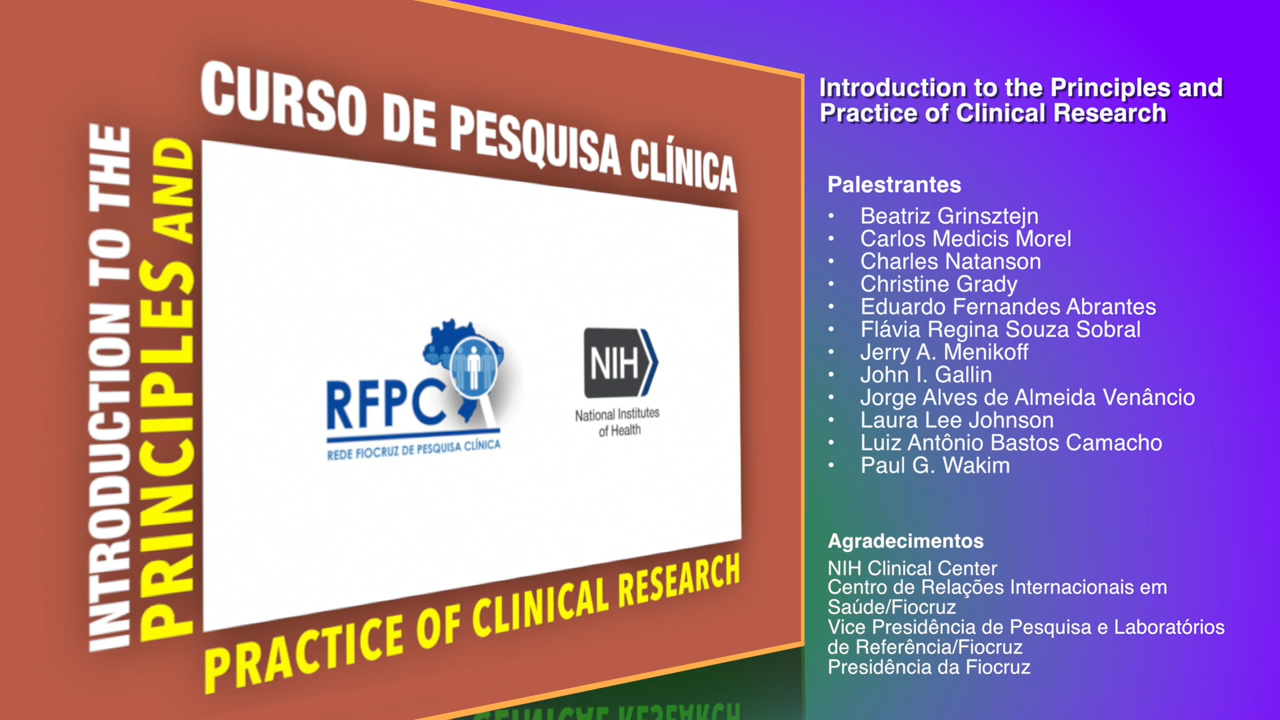 CURSO DE PESQUISA CLÍNICA
INTRODUCTION TO THE
PRINCIPLES AND
PRACTICE OF CLINICAL RESEARCH
RFPC
REDE FIOCRUZ DE PESQUISA CLÍNICA
NIH
National Institutes
of Health
Introduction to the Principles and
Practice of Clinical Research
Palestrantes
• Beatriz Grinsztejn
• Carlos Medicis Morel
• Charles Natanson
• Christine Grady
• Eduardo Fernandes Abrantes
• Flávia Regina Souza Sobral
• Jerry A. Menikoff
• John I. Gallin
• Jorge Alves de Almeida Venâncio
• Laura Lee Johnson
• Luiz Antônio Bastos Camacho
• Paul G. Wakim
Agradecimentos
NIH Clinical Center
Centro de Relações Internacionais em
Saúde/Fiocruz
Vice Presidência de Pesquisa e Laboratórios
de Referência/Fiocruz
Presidência da Fiocruz